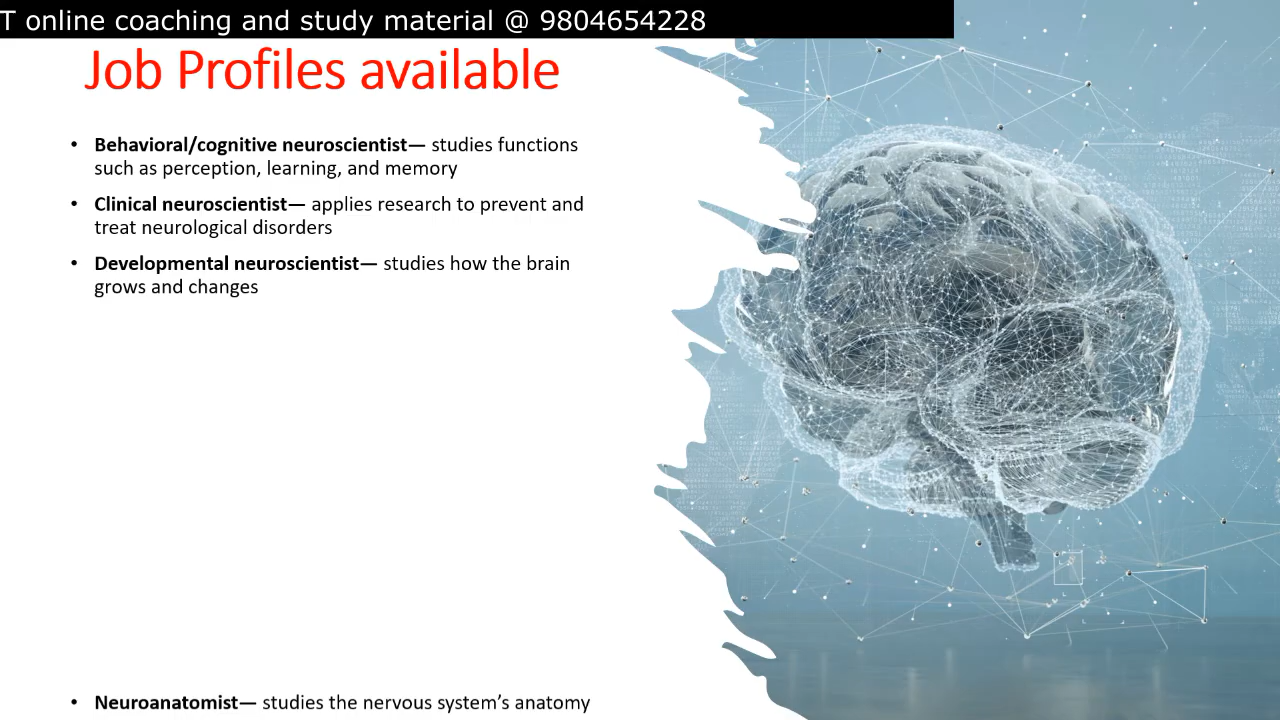 T online coaching and study material @ 9804654228
Job Profiles available
• Behavioral/cognitive neuroscientist— studies functions
such as perception, learning, and memory
• Clinical neuroscientist— applies research to prevent and
treat neurological disorders
• Developmental neuroscientist— studies how the brain
grows and changes
• Neuroanatomist— studies the nervous system’s anatomy